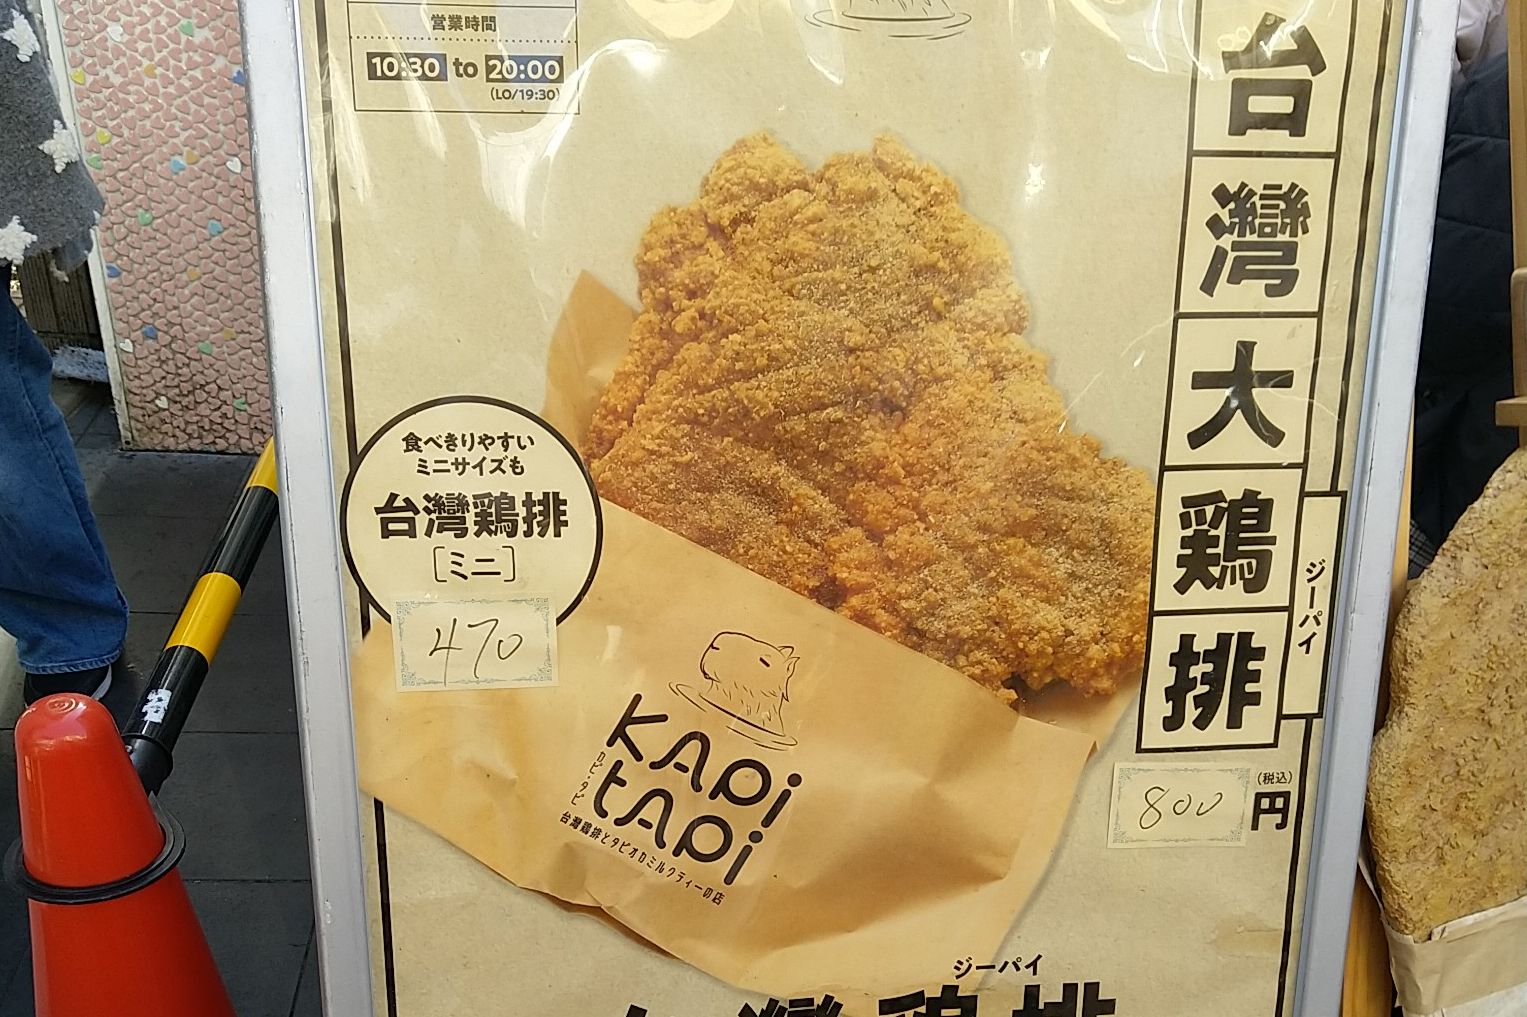 営業時間
10:30 to 20:00
(LO/19:30)
台灣大鶏排
ジーパイ
800
(税込)
円
食べきりやすい
ミニサイズも
台灣鶏排
[ミニ]
470
KApi
tApi
カピ・タピ
台灣鶏排とタピオカミルクティーの店
ジーパイ